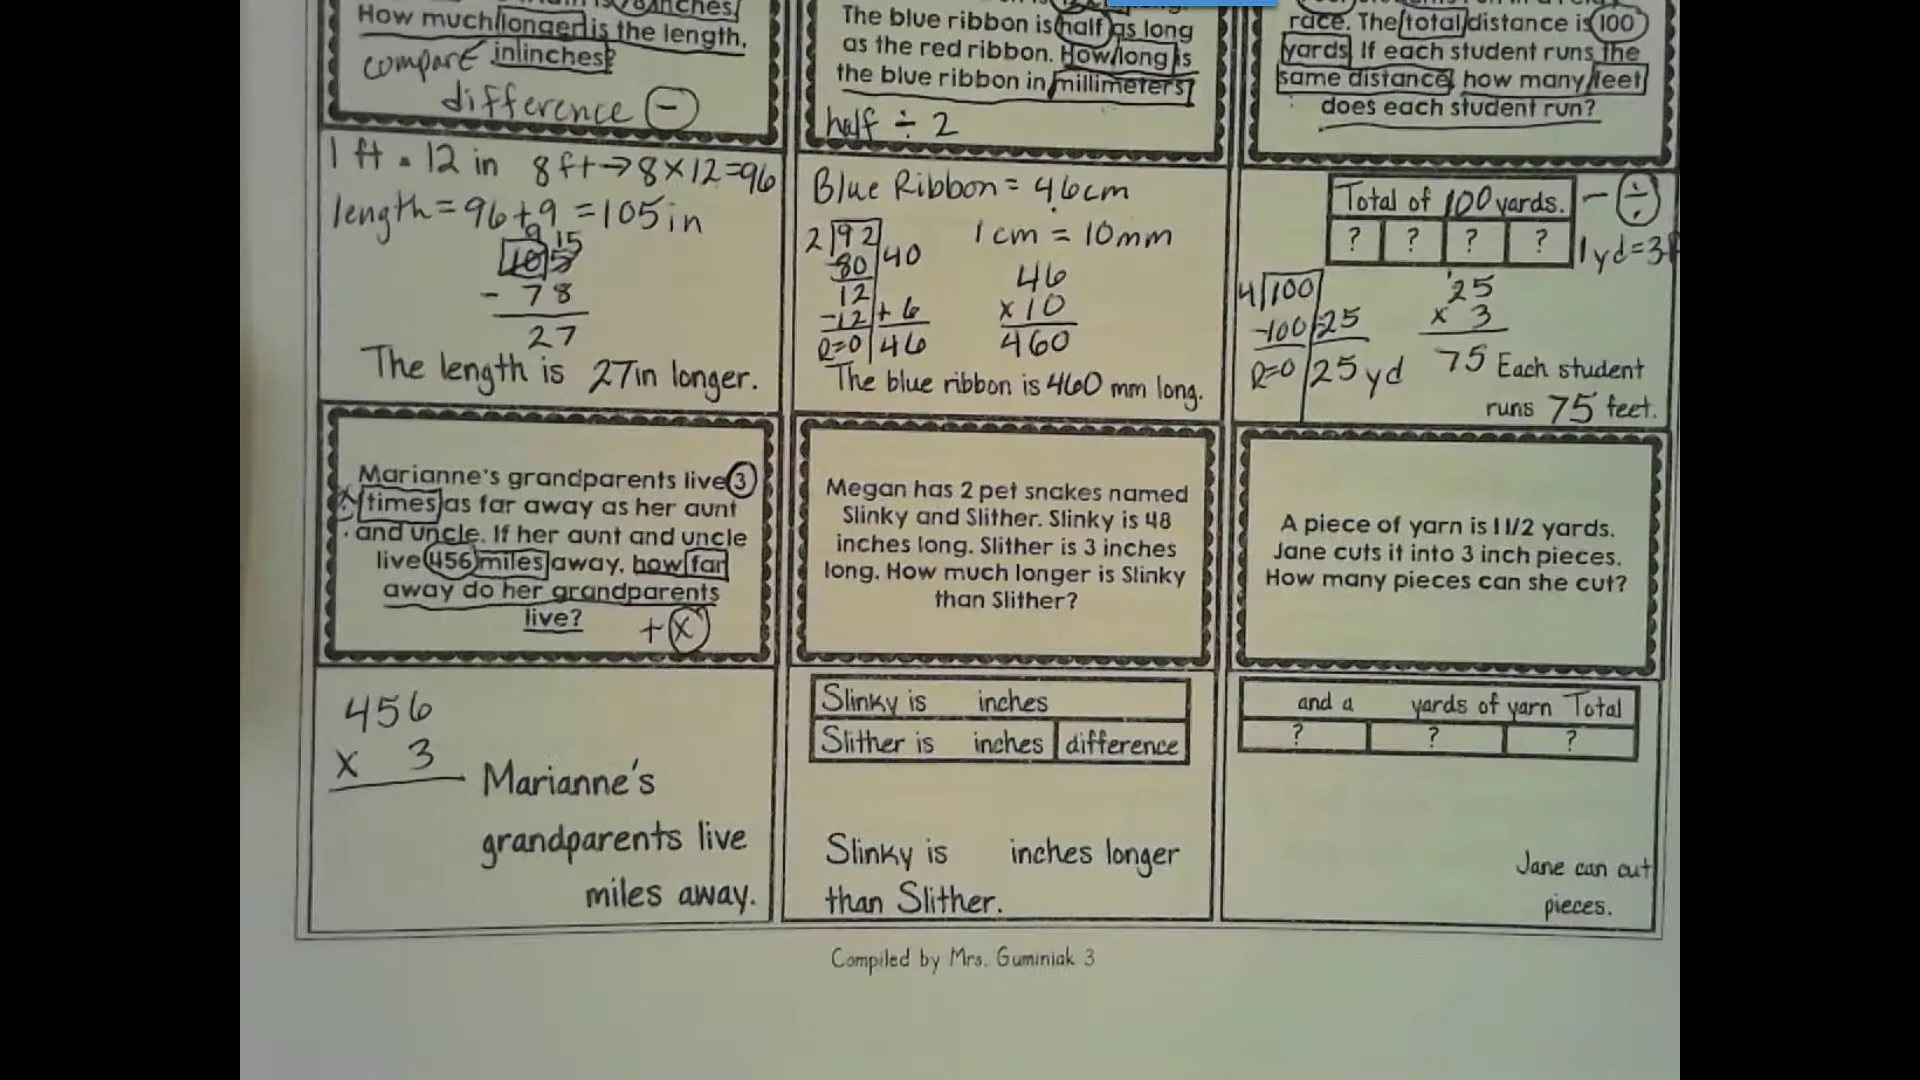 inches.
How much longer is the length,
in inches?
compare
difference −
1 ft = 12 in 8 ft → 8 x 12 = 96
length = 96 + 9 = 105 in
9 15
105
- 78
27
The length is 27 in longer.
The blue ribbon is half as long
as the red ribbon. How long is
the blue ribbon in millimeters?
half ÷ 2
Blue Ribbon = 46cm
2 92
1 cm = 10mm
80 40
12
-12 + 6
R=0 46
46
x 10
460
The blue ribbon is 460 mm long.
race. The total distance is 100
yards. If each student runs the
same distance, how many feet
does each student run?
Total of 100 yards. − ÷
? ? ? ?
1 yd = 3
4 100
-100 25
R=0 25 yd
25
x 3
75 Each student
runs 75 feet.
Marianne's grandparents live 3
times as far away as her aunt
and uncle. If her aunt and uncle
live 456 miles away, how far
away do her grandparents
live?
+ x
456
x 3
Marianne's
grandparents live
miles away.
Megan has 2 pet snakes named
Slinky and Slither. Slinky is 48
inches long. Slither is 3 inches
long. How much longer is Slinky
than Slither?
Slinky is inches
Slither is inches difference
Slinky is inches longer
than Slither.
A piece of yarn is 1 1/2 yards.
Jane cuts it into 3 inch pieces.
How many pieces can she cut?
and a yards of yarn Total
? ? ?
Jane can cut
pieces.
Compiled by Mrs. Guminiak 3